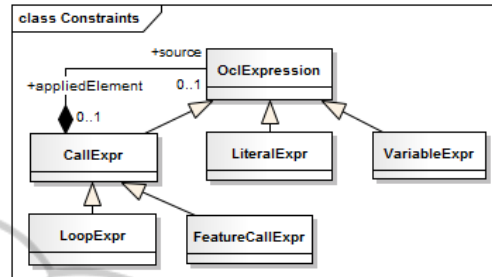 class Constraints
+source
OclExpression
+appliedElement
0..1
0..1
CallExpr
LiteralExpr
VariableExpr
LoopExpr
FeatureCallExpr